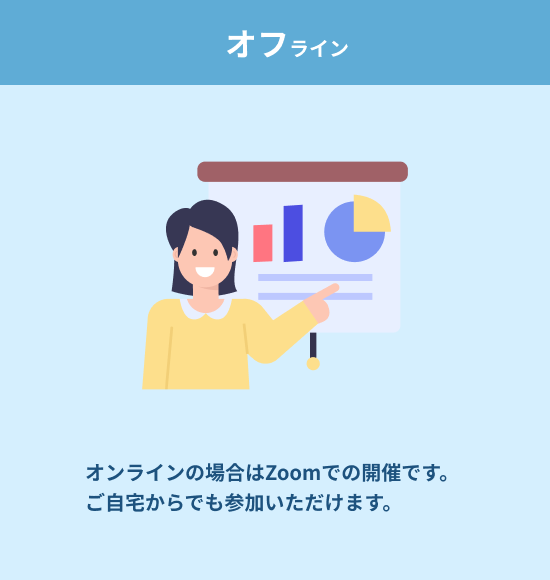 オフライン
オンラインの場合はZoomでの開催です。
ご自宅からでも参加いただけます。